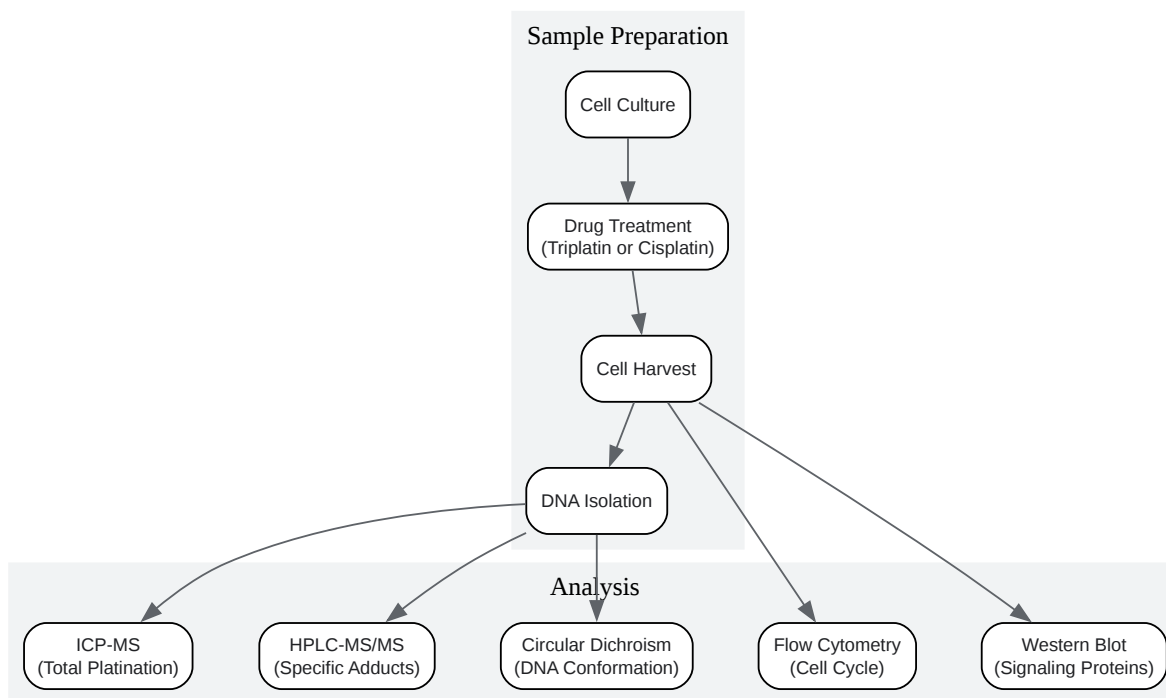 Sample Preparation
Cell Culture
Drug Treatment
(Triplatin or Cisplatin)
Cell Harvest
DNA Isolation
Analysis
ICP-MS
(Total Platination)
HPLC-MS/MS
(Specific Adducts)
Circular Dichroism
(DNA Conformation)
Flow Cytometry
(Cell Cycle)
Western Blot
(Signaling Proteins)